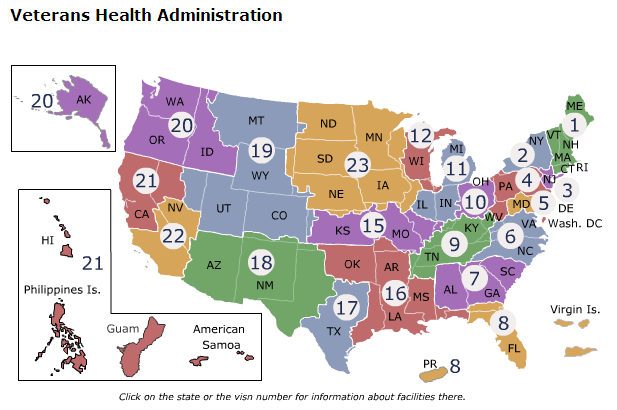 Veterans Health Administration
20 AK
WA
20
OR
ID
MT
19
WY
UT
CO
ND
MN
SD
23
NE
IA
12
WI
MI
11
IL
IN
OH
10
ME
1
VT
NH
NY
MA
2
CT
RI
4
PA
NJ
3
MD
5
DE
Wash. DC
WV
VA
6
NC
21
CA
NV
22
KS
15
MO
KY
9
TN
AZ
18
NM
OK
AR
16
MS
LA
17
TX
7
SC
AL
GA
8
FL
HI
21
Philippines Is.
Guam
American
Samoa
Virgin Is.
PR 8
Click on the state or the visn number for information about facilities there.